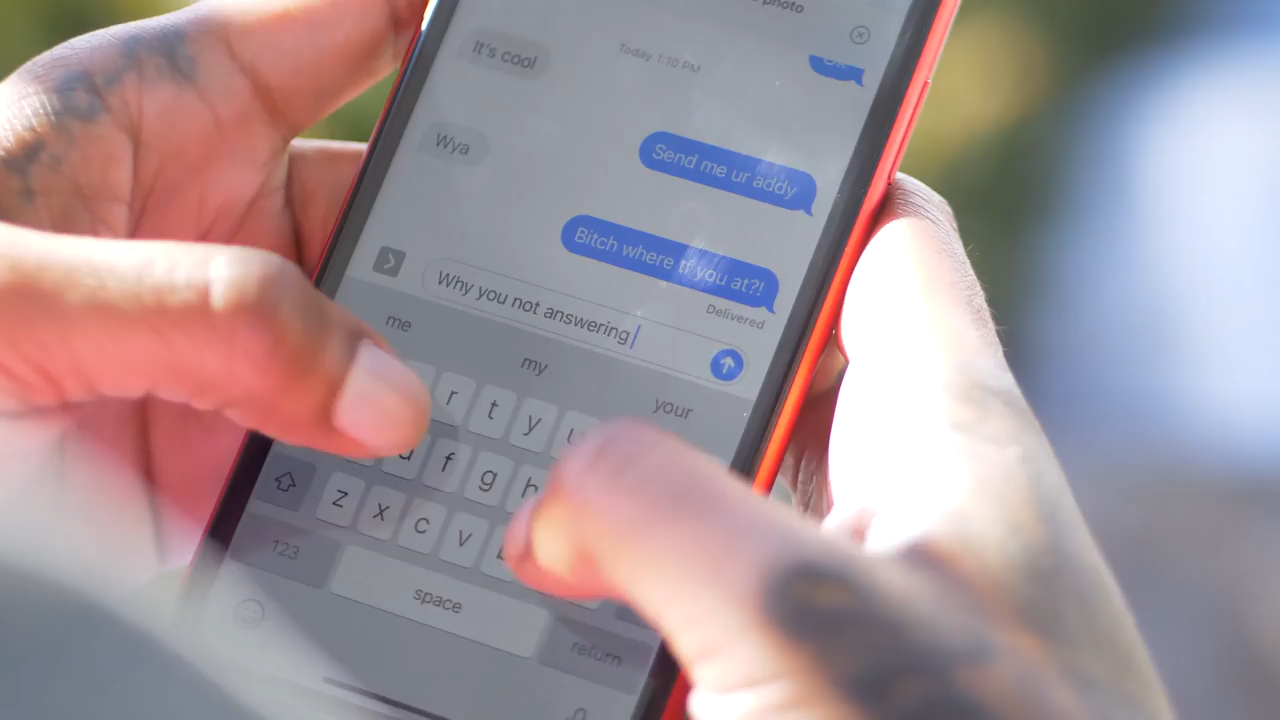 photo
It's cool
Today 1:10 PM
Wya
Send me ur addy
Bitch where tf you at?!
Delivered
Why you not answering
me my your
r t y u
d f g h
z x c v
123 space return